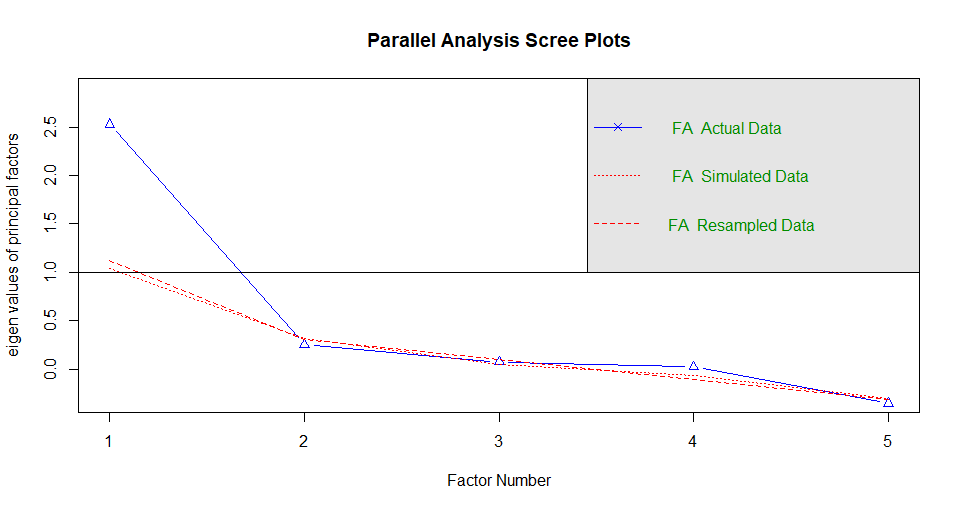 Parallel Analysis Scree Plots
eigen values of principal factors
2.5
2.0
1.5
1.0
0.5
0.0
FA  Actual Data
FA  Simulated Data
FA  Resampled Data
1 2 3 4 5
Factor Number